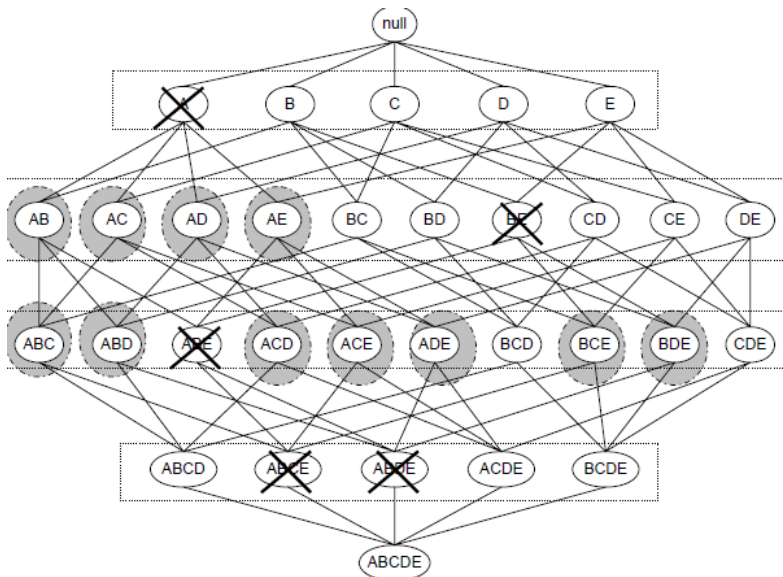 null
A B C D E
AB AC AD AE BC BD BE CD CE DE
ABC ABD ABE ACD ACE ADE BCD BCE BDE CDE
ABCD ABCE ABDE ACDE BCDE
ABCDE